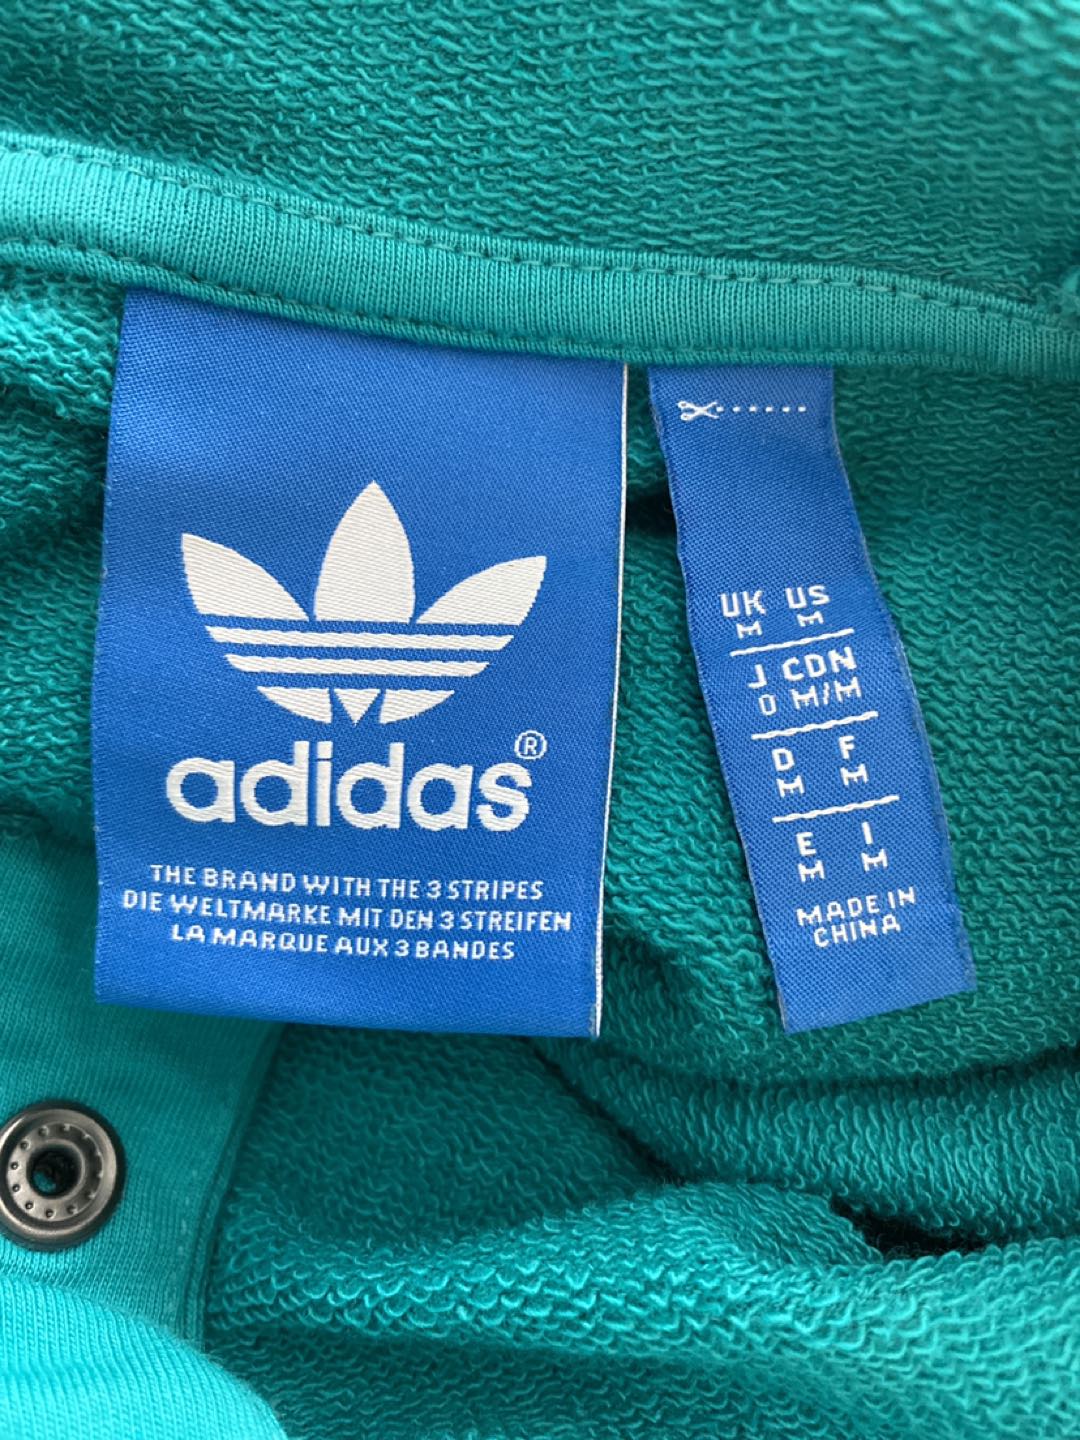 adidas®
THE BRAND WITH THE 3 STRIPES
DIE WELTMARKE MIT DEN 3 STREIFEN
LA MARQUE AUX 3 BANDES
UK US
M M
J CDN
O M/M
D F
M M
E I
M M
MADE IN
CHINA